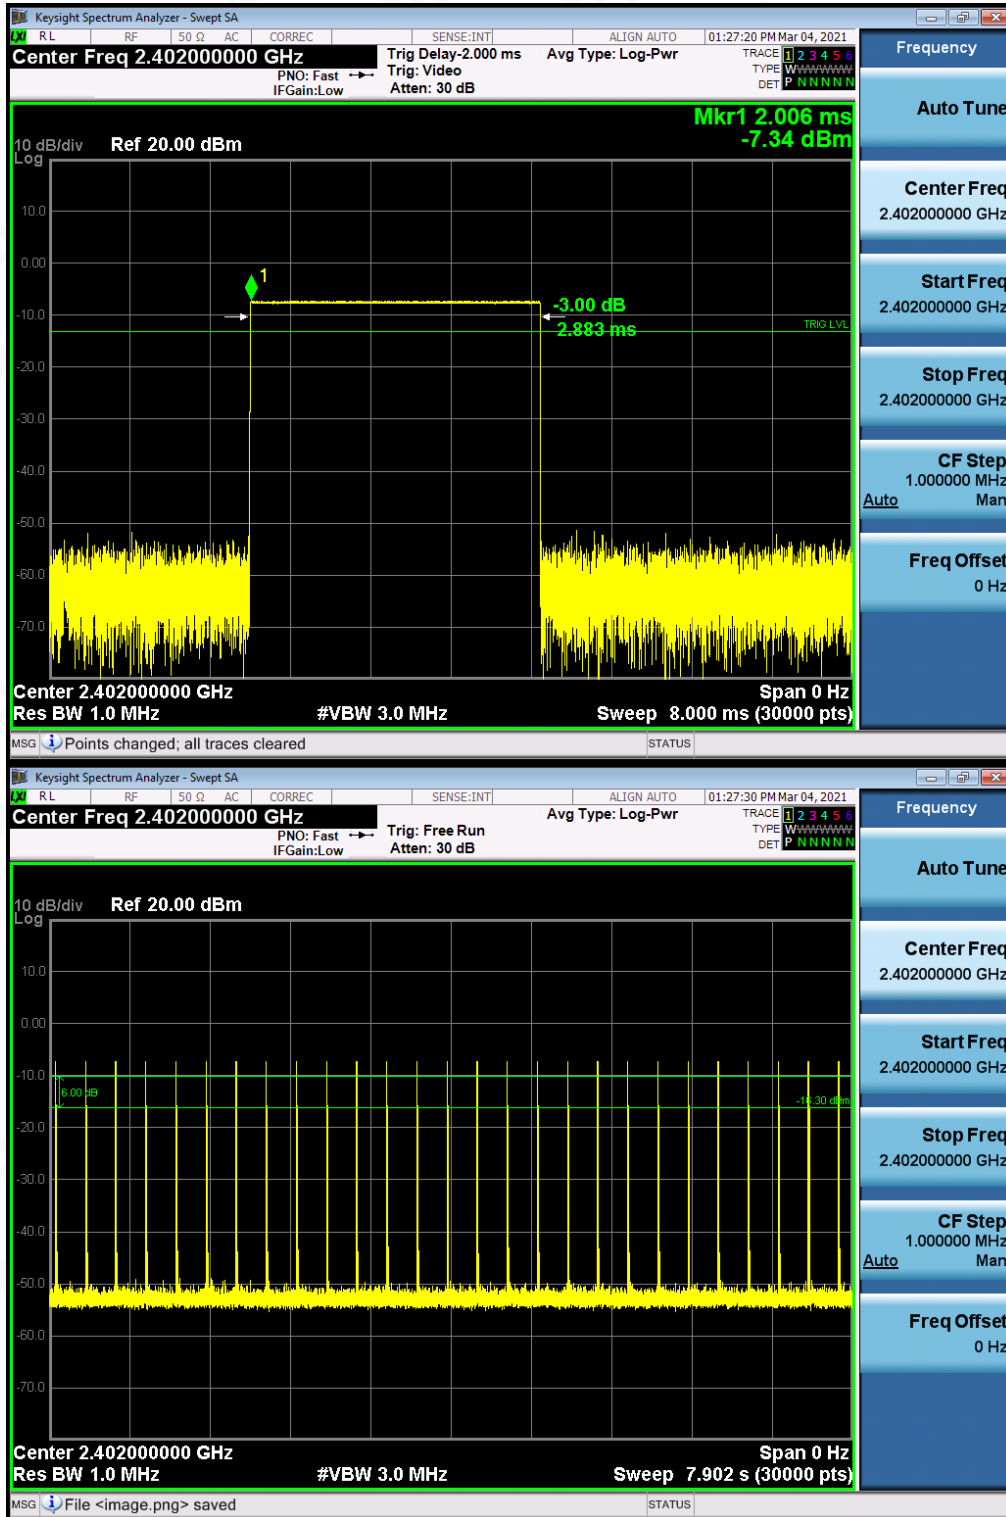 Keysight Spectrum Analyzer - Swept SA
LXI RL RF 50 Ω AC CORREC SENSE:INT ALIGN AUTO 01:27:20 PM Mar 04, 2021
Center Freq 2.402000000 GHz
PNO: Fast
IFGain:Low
Trig Delay-2.000 ms
Trig: Video
Atten: 30 dB
Avg Type: Log-Pwr
TRACE 1 2 3 4 5 6
TYPE WWWWWW
DET P N N N N N
Frequency
Mkr1 2.006 ms
-7.34 dBm
10 dB/div Ref 20.00 dBm
Log
10.0
0.00
-10.0
-20.0
-30.0
-40.0
-50.0
-60.0
-70.0
1
-3.00 dB
2.883 ms
TRIG LVL
Center 2.402000000 GHz Span 0 Hz
Res BW 1.0 MHz #VBW 3.0 MHz Sweep 8.000 ms (30000 pts)
MSG Points changed; all traces cleared STATUS
Auto Tune
Center Freq
2.402000000 GHz
Start Freq
2.402000000 GHz
Stop Freq
2.402000000 GHz
CF Step
1.000000 MHz
Auto Man
Freq Offset
0 Hz
Keysight Spectrum Analyzer - Swept SA
LXI RL RF 50 Ω AC CORREC SENSE:INT ALIGN AUTO 01:27:30 PM Mar 04, 2021
Center Freq 2.402000000 GHz
PNO: Fast
IFGain:Low
Trig: Free Run
Atten: 30 dB
Avg Type: Log-Pwr
TRACE 1 2 3 4 5 6
TYPE WWWWWW
DET P N N N N N
Frequency
10 dB/div Ref 20.00 dBm
Log
10.0
0.00
-10.0
-20.0
-30.0
-40.0
-50.0
-60.0
-70.0
6.00 dB
-16.30 dBm
Center 2.402000000 GHz Span 0 Hz
Res BW 1.0 MHz #VBW 3.0 MHz Sweep 7.902 s (30000 pts)
MSG File <image.png> saved STATUS
Auto Tune
Center Freq
2.402000000 GHz
Start Freq
2.402000000 GHz
Stop Freq
2.402000000 GHz
CF Step
1.000000 MHz
Auto Man
Freq Offset
0 Hz